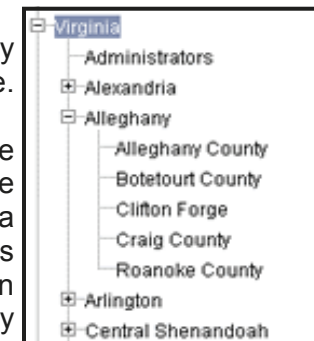 Virginia
y
Administrators
e.
Alexandria
Alleghany
e
Alleghany County
e
Botetourt County
a
Clifton Forge
s
Craig County
n
Roanoke County
y
Arlington
Central Shenandoah